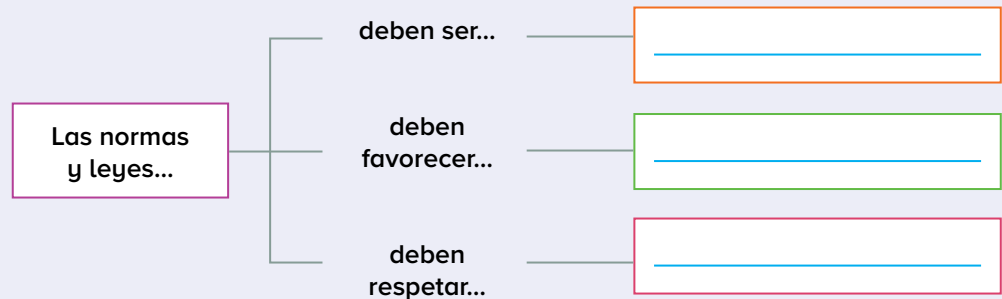 deben ser...
Las normas
y leyes...
deben
favorecer...
deben
respetar...